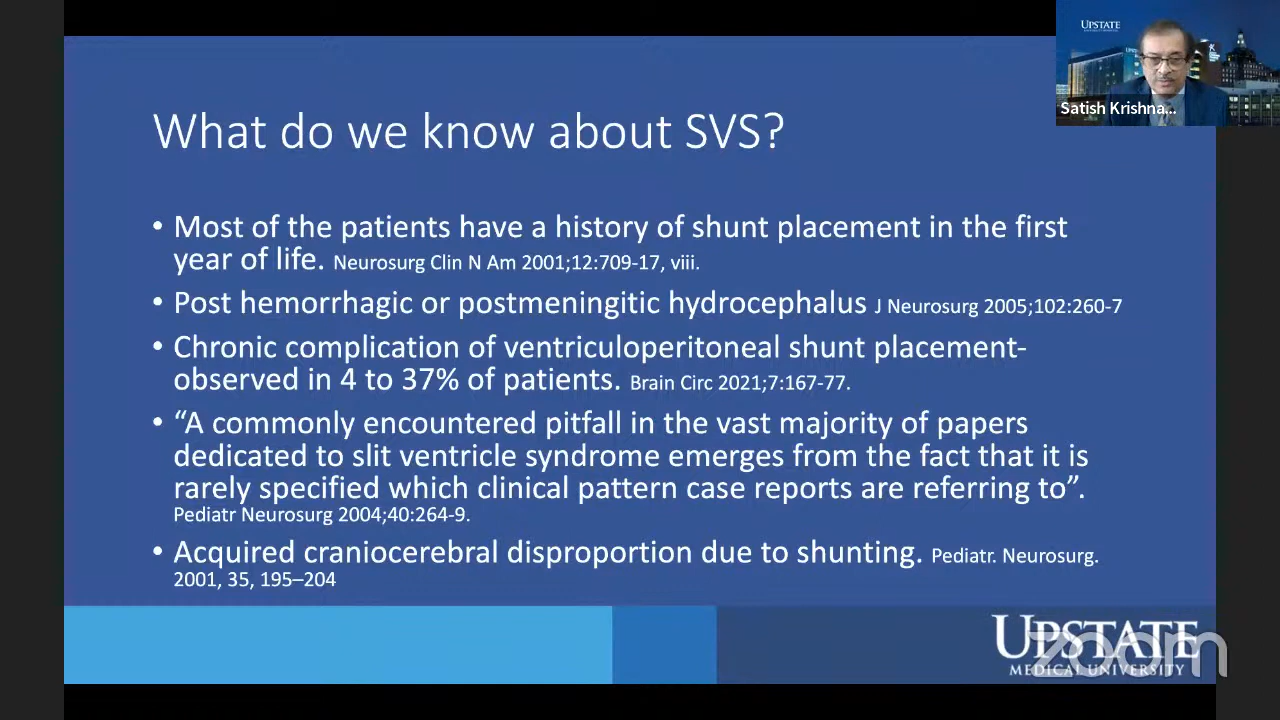 UPSTATE
Satish Krishna...
What do we know about SVS?
• Most of the patients have a history of shunt placement in the first
year of life. Neurosurg Clin N Am 2001;12:709-17, viii.
• Post hemorrhagic or postmeningitic hydrocephalus J Neurosurg 2005;102:260-7
• Chronic complication of ventriculoperitoneal shunt placement-
observed in 4 to 37% of patients. Brain Circ 2021;7:167-77.
• “A commonly encountered pitfall in the vast majority of papers
dedicated to slit ventricle syndrome emerges from the fact that it is
rarely specified which clinical pattern case reports are referring to”.
Pediatr Neurosurg 2004;40:264-9.
• Acquired craniocerebral disproportion due to shunting. Pediatr. Neurosurg.
2001, 35, 195–204
UPSTATE
MEDICAL UNIVERSITY
zoom